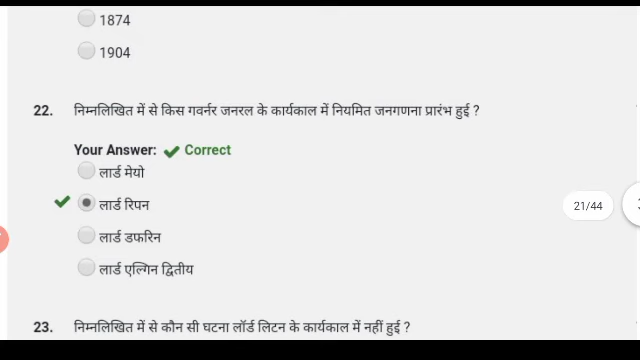 1874
1904
22. निम्नलिखित में से किस गवर्नर जनरल के कार्यकाल में नियमित जनगणना प्रारंभ हुई ?
Your Answer: Correct
लार्ड मेयो
लार्ड रिपन
21/44
लार्ड डफरिन
लार्ड एल्गिन द्वितीय
23. निम्नलिखित में से कौन सी घटना लॉर्ड लिटन के कार्यकाल में नहीं हुई ?